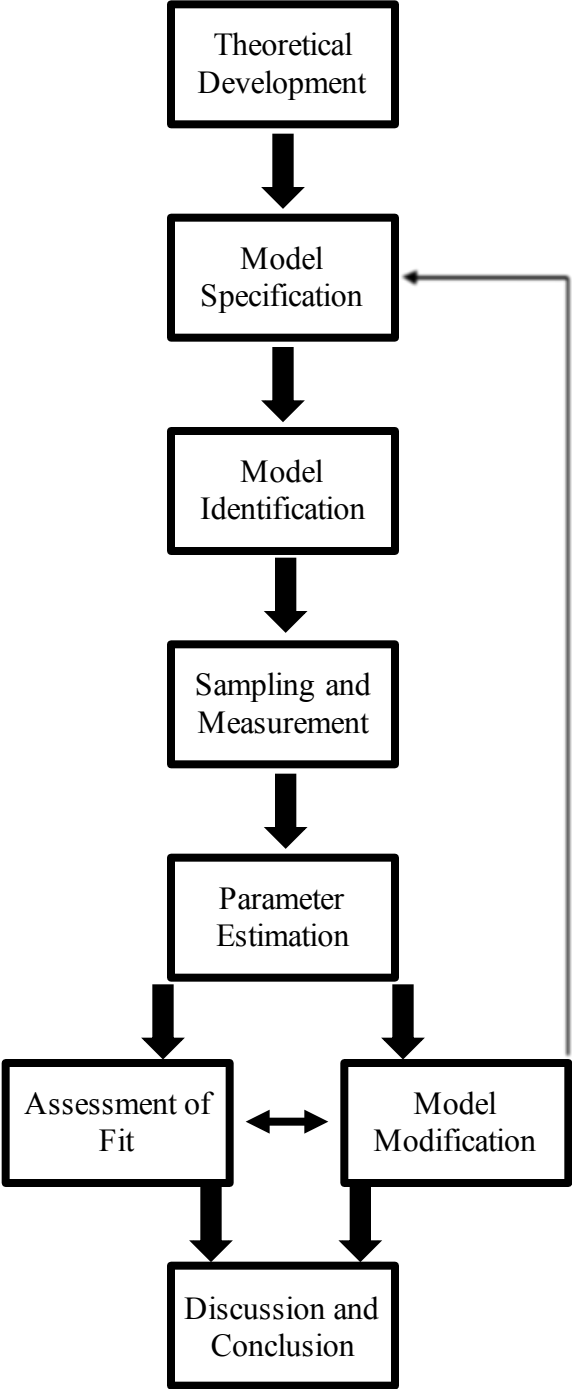 Theoretical
Development
Model
Specification
Model
Identification
Sampling and
Measurement
Parameter
Estimation
Assessment of
Fit
Model
Modification
Discussion and
Conclusion